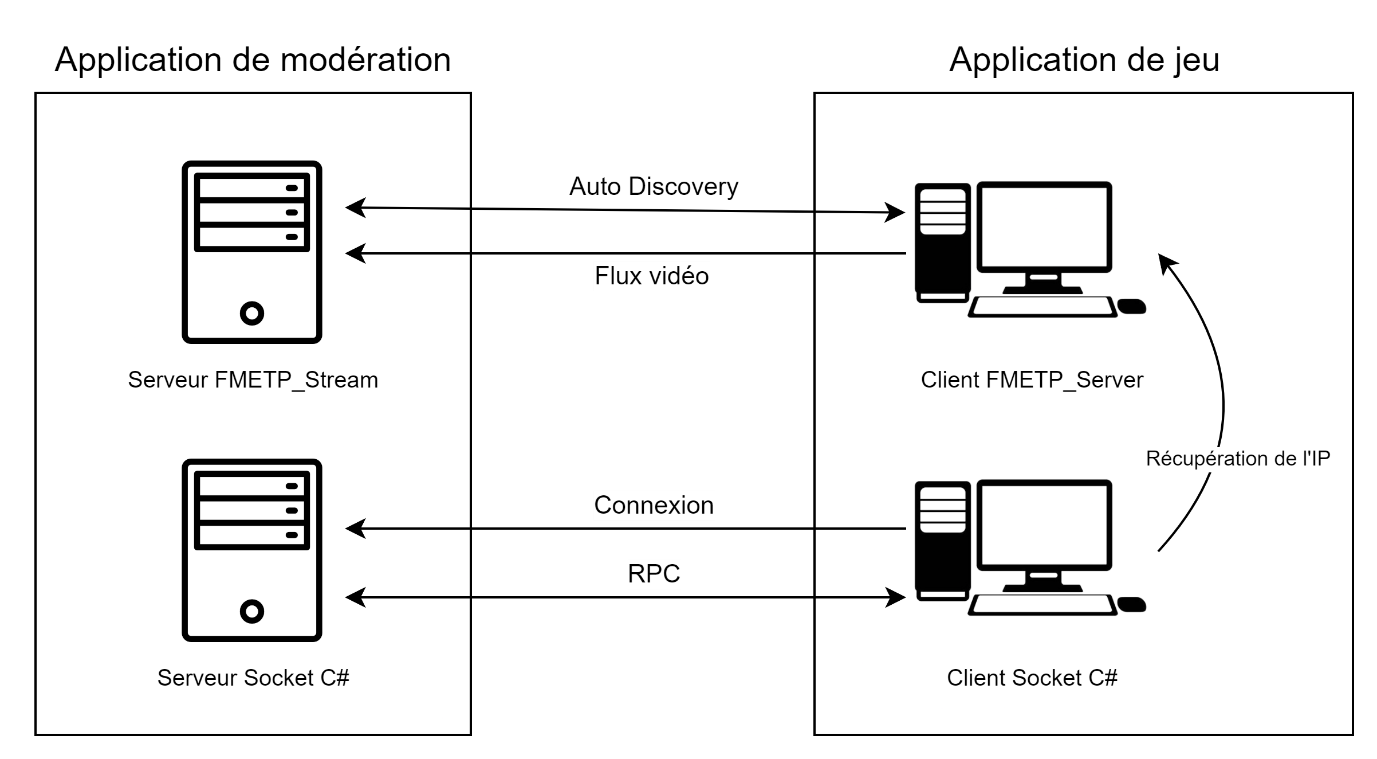 Application de modération
Application de jeu
Auto Discovery
Flux vidéo
Serveur FMETP_Stream
Client FMETP_Server
Récupération de l'IP
Connexion
RPC
Serveur Socket C#
Client Socket C#